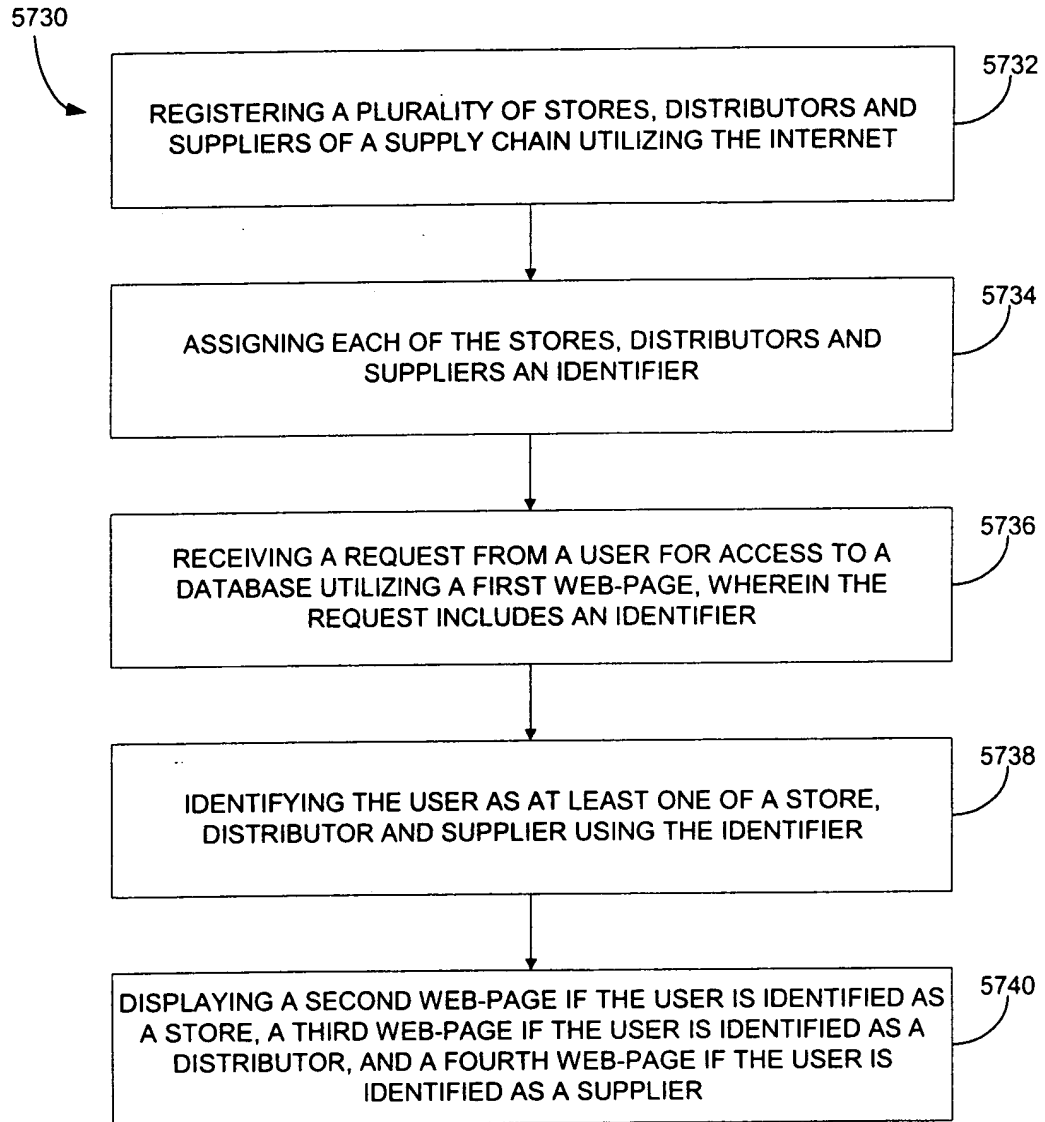 5730
5732
REGISTERING A PLURALITY OF STORES, DISTRIBUTORS AND
SUPPLIERS OF A SUPPLY CHAIN UTILIZING THE INTERNET
5734
ASSIGNING EACH OF THE STORES, DISTRIBUTORS AND
SUPPLIERS AN IDENTIFIER
5736
RECEIVING A REQUEST FROM A USER FOR ACCESS TO A
DATABASE UTILIZING A FIRST WEB-PAGE, WHEREIN THE
REQUEST INCLUDES AN IDENTIFIER
5738
IDENTIFYING THE USER AS AT LEAST ONE OF A STORE,
DISTRIBUTOR AND SUPPLIER USING THE IDENTIFIER
5740
DISPLAYING A SECOND WEB-PAGE IF THE USER IS IDENTIFIED AS
A STORE, A THIRD WEB-PAGE IF THE USER IS IDENTIFIED AS A
DISTRIBUTOR, AND A FOURTH WEB-PAGE IF THE USER IS
IDENTIFIED AS A SUPPLIER